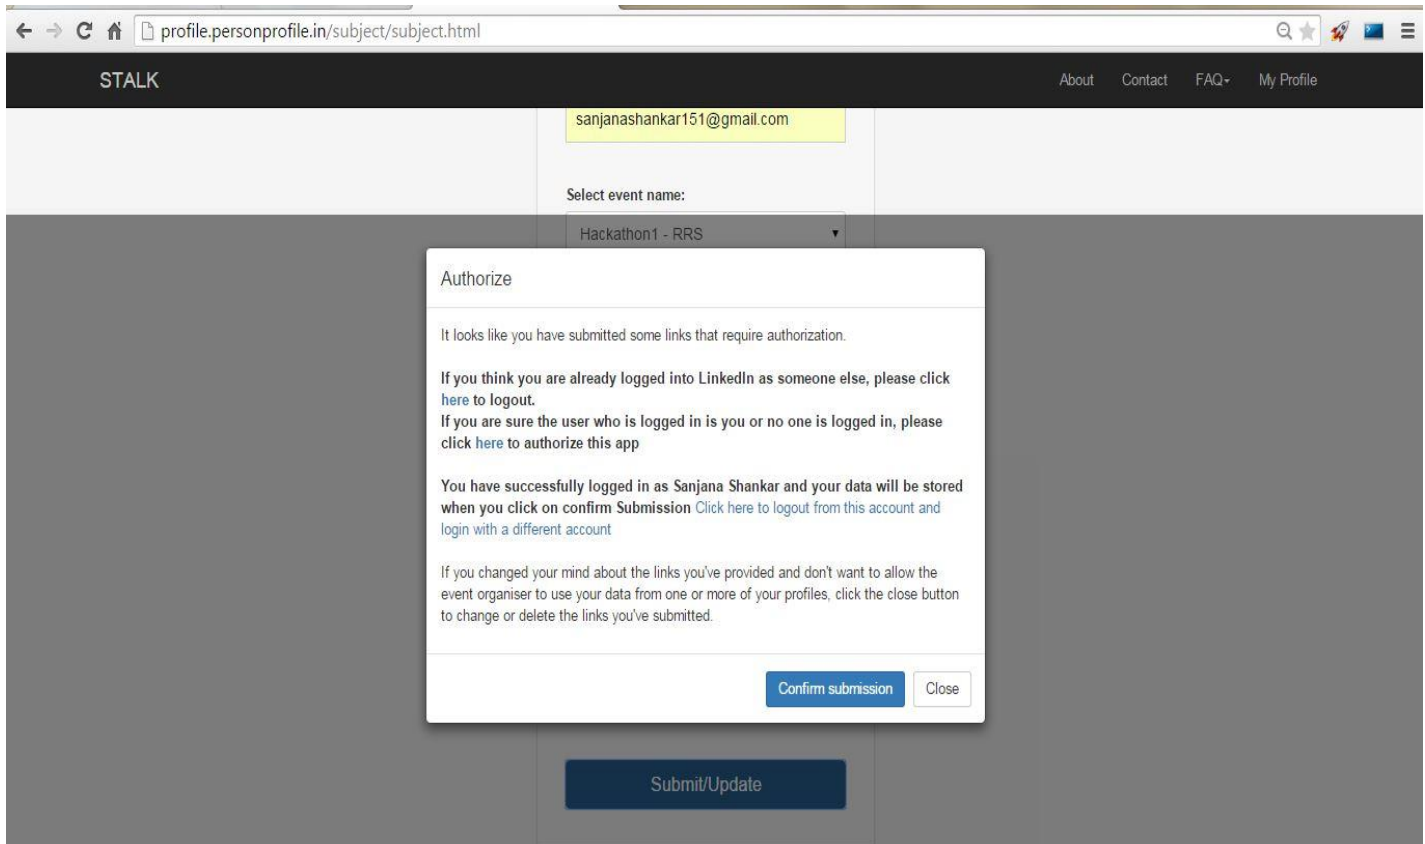 profile.personprofile.in/subject/subject.html
STALK
About Contact FAQ My Profile
sanjanashankar151@gmail.com
Select event name:
Hackathon1 - RRS
Authorize
It looks like you have submitted some links that require authorization.
If you think you are already logged into LinkedIn as someone else, please click
here to logout.
If you are sure the user who is logged in is you or no one is logged in, please
click here to authorize this app
You have successfully logged in as Sanjana Shankar and your data will be stored
when you click on confirm Submission Click here to logout from this account and
login with a different account
If you changed your mind about the links you've provided and don't want to allow the
event organiser to use your data from one or more of your profiles, click the close button
to change or delete the links you've submitted.
Confirm submission Close
Submit/Update